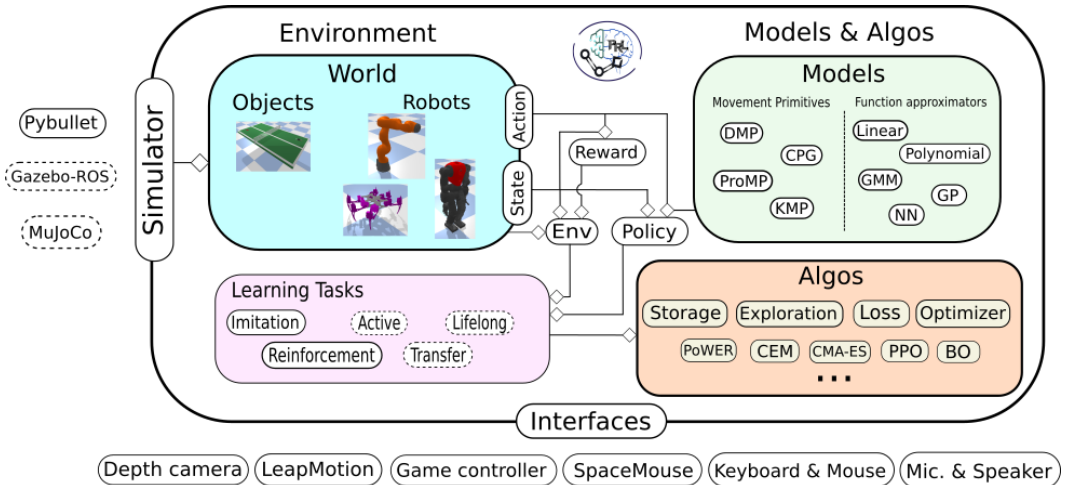 Environment
Models & Algos
PRL
World
Objects
Robots
Action
State
Simulator
Pybullet
Gazebo-ROS
MuJoCo
Reward
Env
Policy
Models
Movement Primitives
Function approximators
DMP
CPG
ProMP
KMP
Linear
Polynomial
GMM
GP
NN
Learning Tasks
Imitation
Active
Lifelong
Reinforcement
Transfer
Algos
Storage
Exploration
Loss
Optimizer
PoWER
CEM
CMA-ES
PPO
BO
...
Interfaces
Depth camera
LeapMotion
Game controller
SpaceMouse
Keyboard & Mouse
Mic. & Speaker